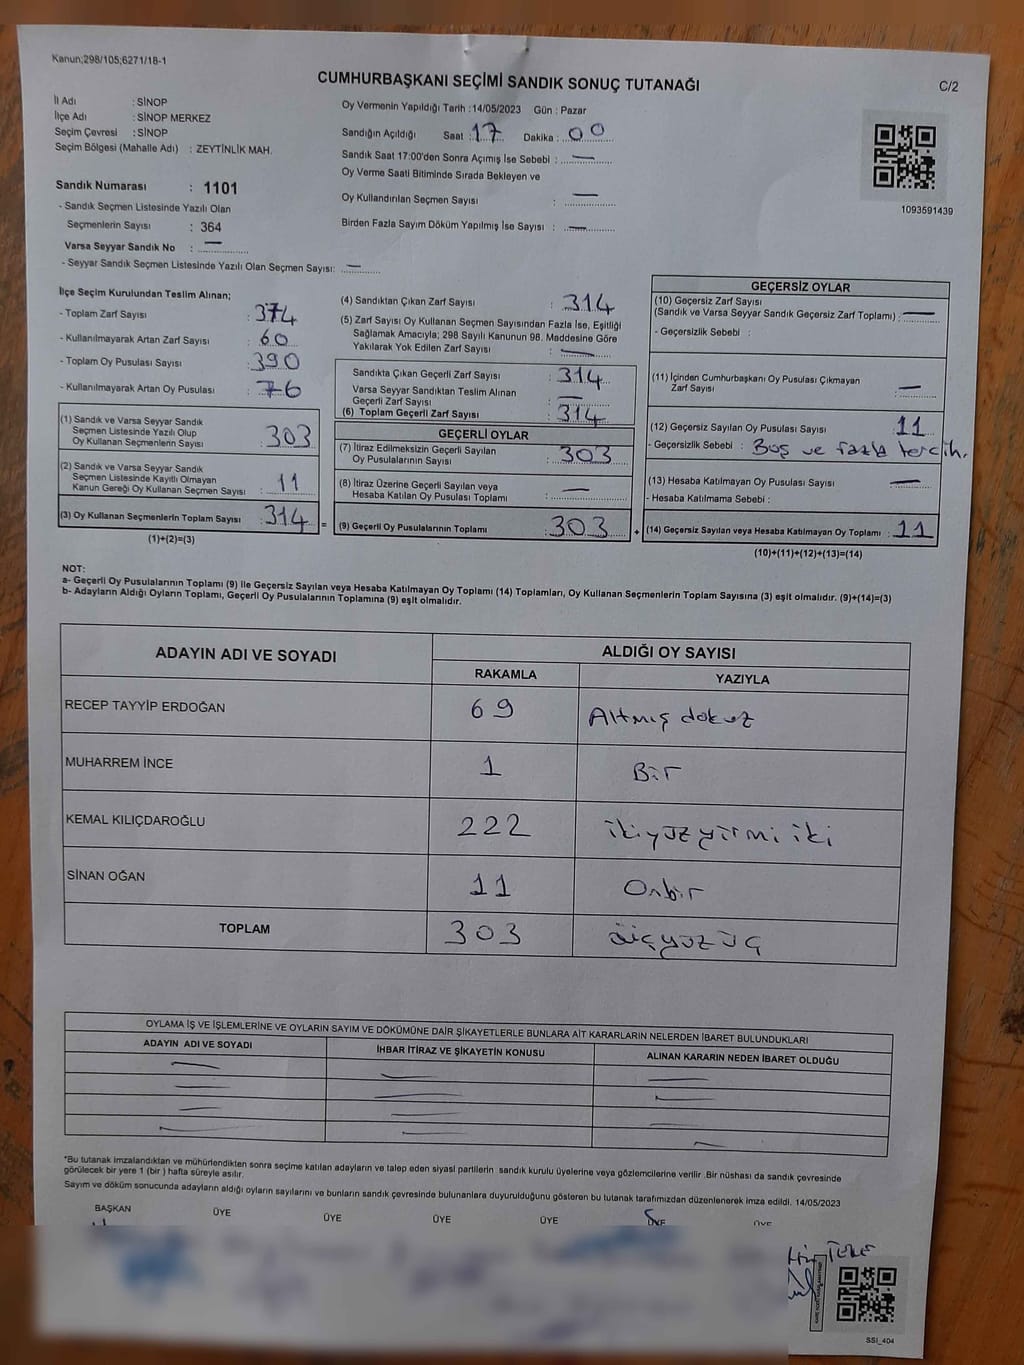 Kanun;298/105;6271/18-1
CUMHURBAŞKANI SEÇİMİ SANDIK SONUÇ TUTANAĞI
C/2
İl Adı : SİNOP
İlçe Adı : SİNOP MERKEZ
Seçim Çevresi : SİNOP
Seçim Bölgesi (Mahalle Adı) : ZEYTİNLİK MAH.
Sandık Numarası : 1101
- Sandık Seçmen Listesinde Yazılı Olan
Seçmenlerin Sayısı : 364
Varsa Seyyar Sandık No : —
- Seyyar Sandık Seçmen Listesinde Yazılı Olan Seçmen Sayısı: —
Oy Vermenin Yapıldığı Tarih :14/05/2023 Gün : Pazar
Sandığın Açıldığı Saat : 17 Dakika : 00
Sandık Saat 17:00'den Sonra Açımış İse Sebebi : —
Oy Verme Saati Bitiminde Sırada Bekleyen ve
Oy Kullandırılan Seçmen Sayısı : —
Birden Fazla Sayım Döküm Yapılmış İse Sayısı : —
1093591439
İlçe Seçim Kurulundan Teslim Alınan;
- Toplam Zarf Sayısı : 374
- Kullanılmayarak Artan Zarf Sayısı : 60
- Toplam Oy Pusulası Sayısı : 390
- Kullanılmayarak Artan Oy Pusulası : 76
(1) Sandık ve Varsa Seyyar Sandık
Seçmen Listesinde Yazılı Olup
Oy Kullanan Seçmenlerin Sayısı : 303
(2) Sandık ve Varsa Seyyar Sandık
Seçmen Listesinde Kayıtlı Olmayan
Kanun Gereği Oy Kullanan Seçmen Sayısı : 11
(3) Oy Kullanan Seçmenlerin Toplam Sayısı : 314 =
(1)+(2)=(3)
(4) Sandıktan Çıkan Zarf Sayısı : 314
(5) Zarf Sayısı Oy Kullanan Seçmen Sayısından Fazla İse, Eşitliği
Sağlamak Amacıyla; 298 Sayılı Kanunun 98. Maddesine Göre
Yakılarak Yok Edilen Zarf Sayısı : —
Sandıkta Çıkan Geçerli Zarf Sayısı : 314
Varsa Seyyar Sandıktan Teslim Alınan
Geçerli Zarf Sayısı : —
(6) Toplam Geçerli Zarf Sayısı : 314
GEÇERLİ OYLAR
(7) İtiraz Edilmeksizin Geçerli Sayılan
Oy Pusulalarının Sayısı : 303
(8) İtiraz Üzerine Geçerli Sayılan veya
Hesaba Katılan Oy Pusulası Toplamı : —
(9) Geçerli Oy Pusulalarının Toplamı : 303 +
GEÇERSİZ OYLAR
(10) Geçersiz Zarf Sayısı
(Sandık ve Varsa Seyyar Sandık Geçersiz Zarf Toplamı) : —
- Geçersizlik Sebebi :
(11) İçinden Cumhurbaşkanı Oy Pusulası Çıkmayan
Zarf Sayısı : —
(12) Geçersiz Sayılan Oy Pusulası Sayısı : 11
- Geçersizlik Sebebi : Boş ve fazla tercih.
(13) Hesaba Katılmayan Oy Pusulası Sayısı : —
- Hesaba Katılmama Sebebi :
(14) Geçersiz Sayılan veya Hesaba Katılmayan Oy Toplamı : 11
(10)+(11)+(12)+(13)=(14)
NOT:
a- Geçerli Oy Pusulalarının Toplamı (9) ile Geçersiz Sayılan veya Hesaba Katılmayan Oy Toplamı (14) Toplamları, Oy Kullanan Seçmenlerin Toplam Sayısına (3) eşit olmalıdır. (9)+(14)=(3)
b- Adayların Aldığı Oyların Toplamı, Geçerli Oy Pusulalarının Toplamına (9) eşit olmalıdır.
ADAYIN ADI VE SOYADI
ALDIĞI OY SAYISI
RAKAMLA YAZIYLA
RECEP TAYYİP ERDOĞAN 69 Altmış dokuz
MUHARREM İNCE 1 Bir
KEMAL KILIÇDAROĞLU 222 ikiyüzyirmi iki
SİNAN OĞAN 11 Onbir
TOPLAM 303 üçyüz üç
OYLAMA İŞ VE İŞLEMLERİNE VE OYLARIN SAYIM VE DÖKÜMÜNE DAİR ŞİKAYETLERLE BUNLARA AİT KARARLARIN NELERDEN İBARET BULUNDUKLARI
ADAYIN ADI VE SOYADI İHBAR İTİRAZ VE ŞİKAYETİN KONUSU ALINAN KARARIN NEDEN İBARET OLDUĞU
*Bu tutanak imzalandıktan ve mühürlendikten sonra seçime katılan adayların ve talep eden siyasi partilerin sandık kurulu üyelerine veya gözlemcilerine verilir .Bir nüshası da sandık çevresinde
görülecek bir yere 1 (bir ) hafta süreyle asılır.
Sayım ve döküm sonucunda adayların aldığı oyların sayılarını ve bunların sandık çevresinde bulunanlara duyurulduğunu gösteren bu tutanak tarafımızdan düzenlenerek imza edildi. 14/05/2023
BAŞKAN ÜYE ÜYE ÜYE ÜYE ÜYE ÜYE
SSİ_404